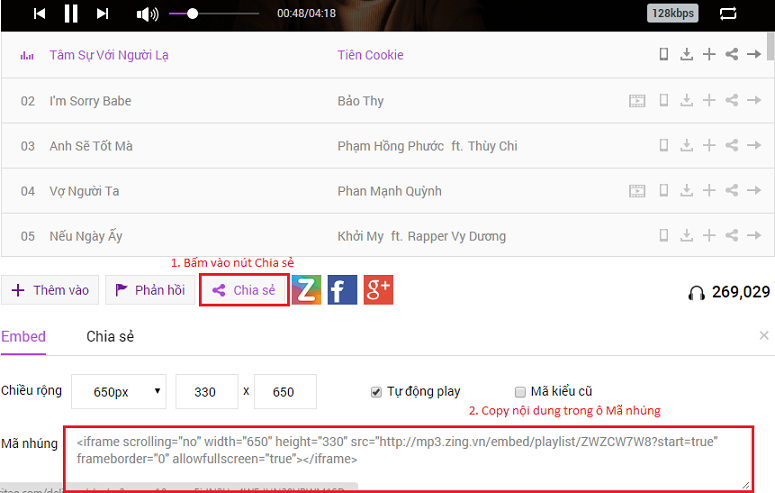 00:48/04:18 128kbps
Tâm Sự Với Người Lạ Tiên Cookie
02 I'm Sorry Babe Bảo Thy
03 Anh Sẽ Tốt Mà Phạm Hồng Phước ft. Thùy Chi
04 Vợ Người Ta Phan Mạnh Quỳnh
05 Nếu Ngày Ấy Khởi My ft. Rapper Vy Dương
1. Bấm vào nút Chia sẻ
Thêm vào Phản hồi Chia sẻ Z f g+ 269,029
Embed Chia sẻ
Chiều rộng 650px 330 x 650 Tự động play Mã kiểu cũ
2. Copy nội dung trong ô Mã nhúng
Mã nhúng <iframe scrolling="no" width="650" height="330" src="http://mp3.zing.vn/embed/playlist/ZWZCW7W8?start=true"
frameborder="0" allowfullscreen="true"></iframe>